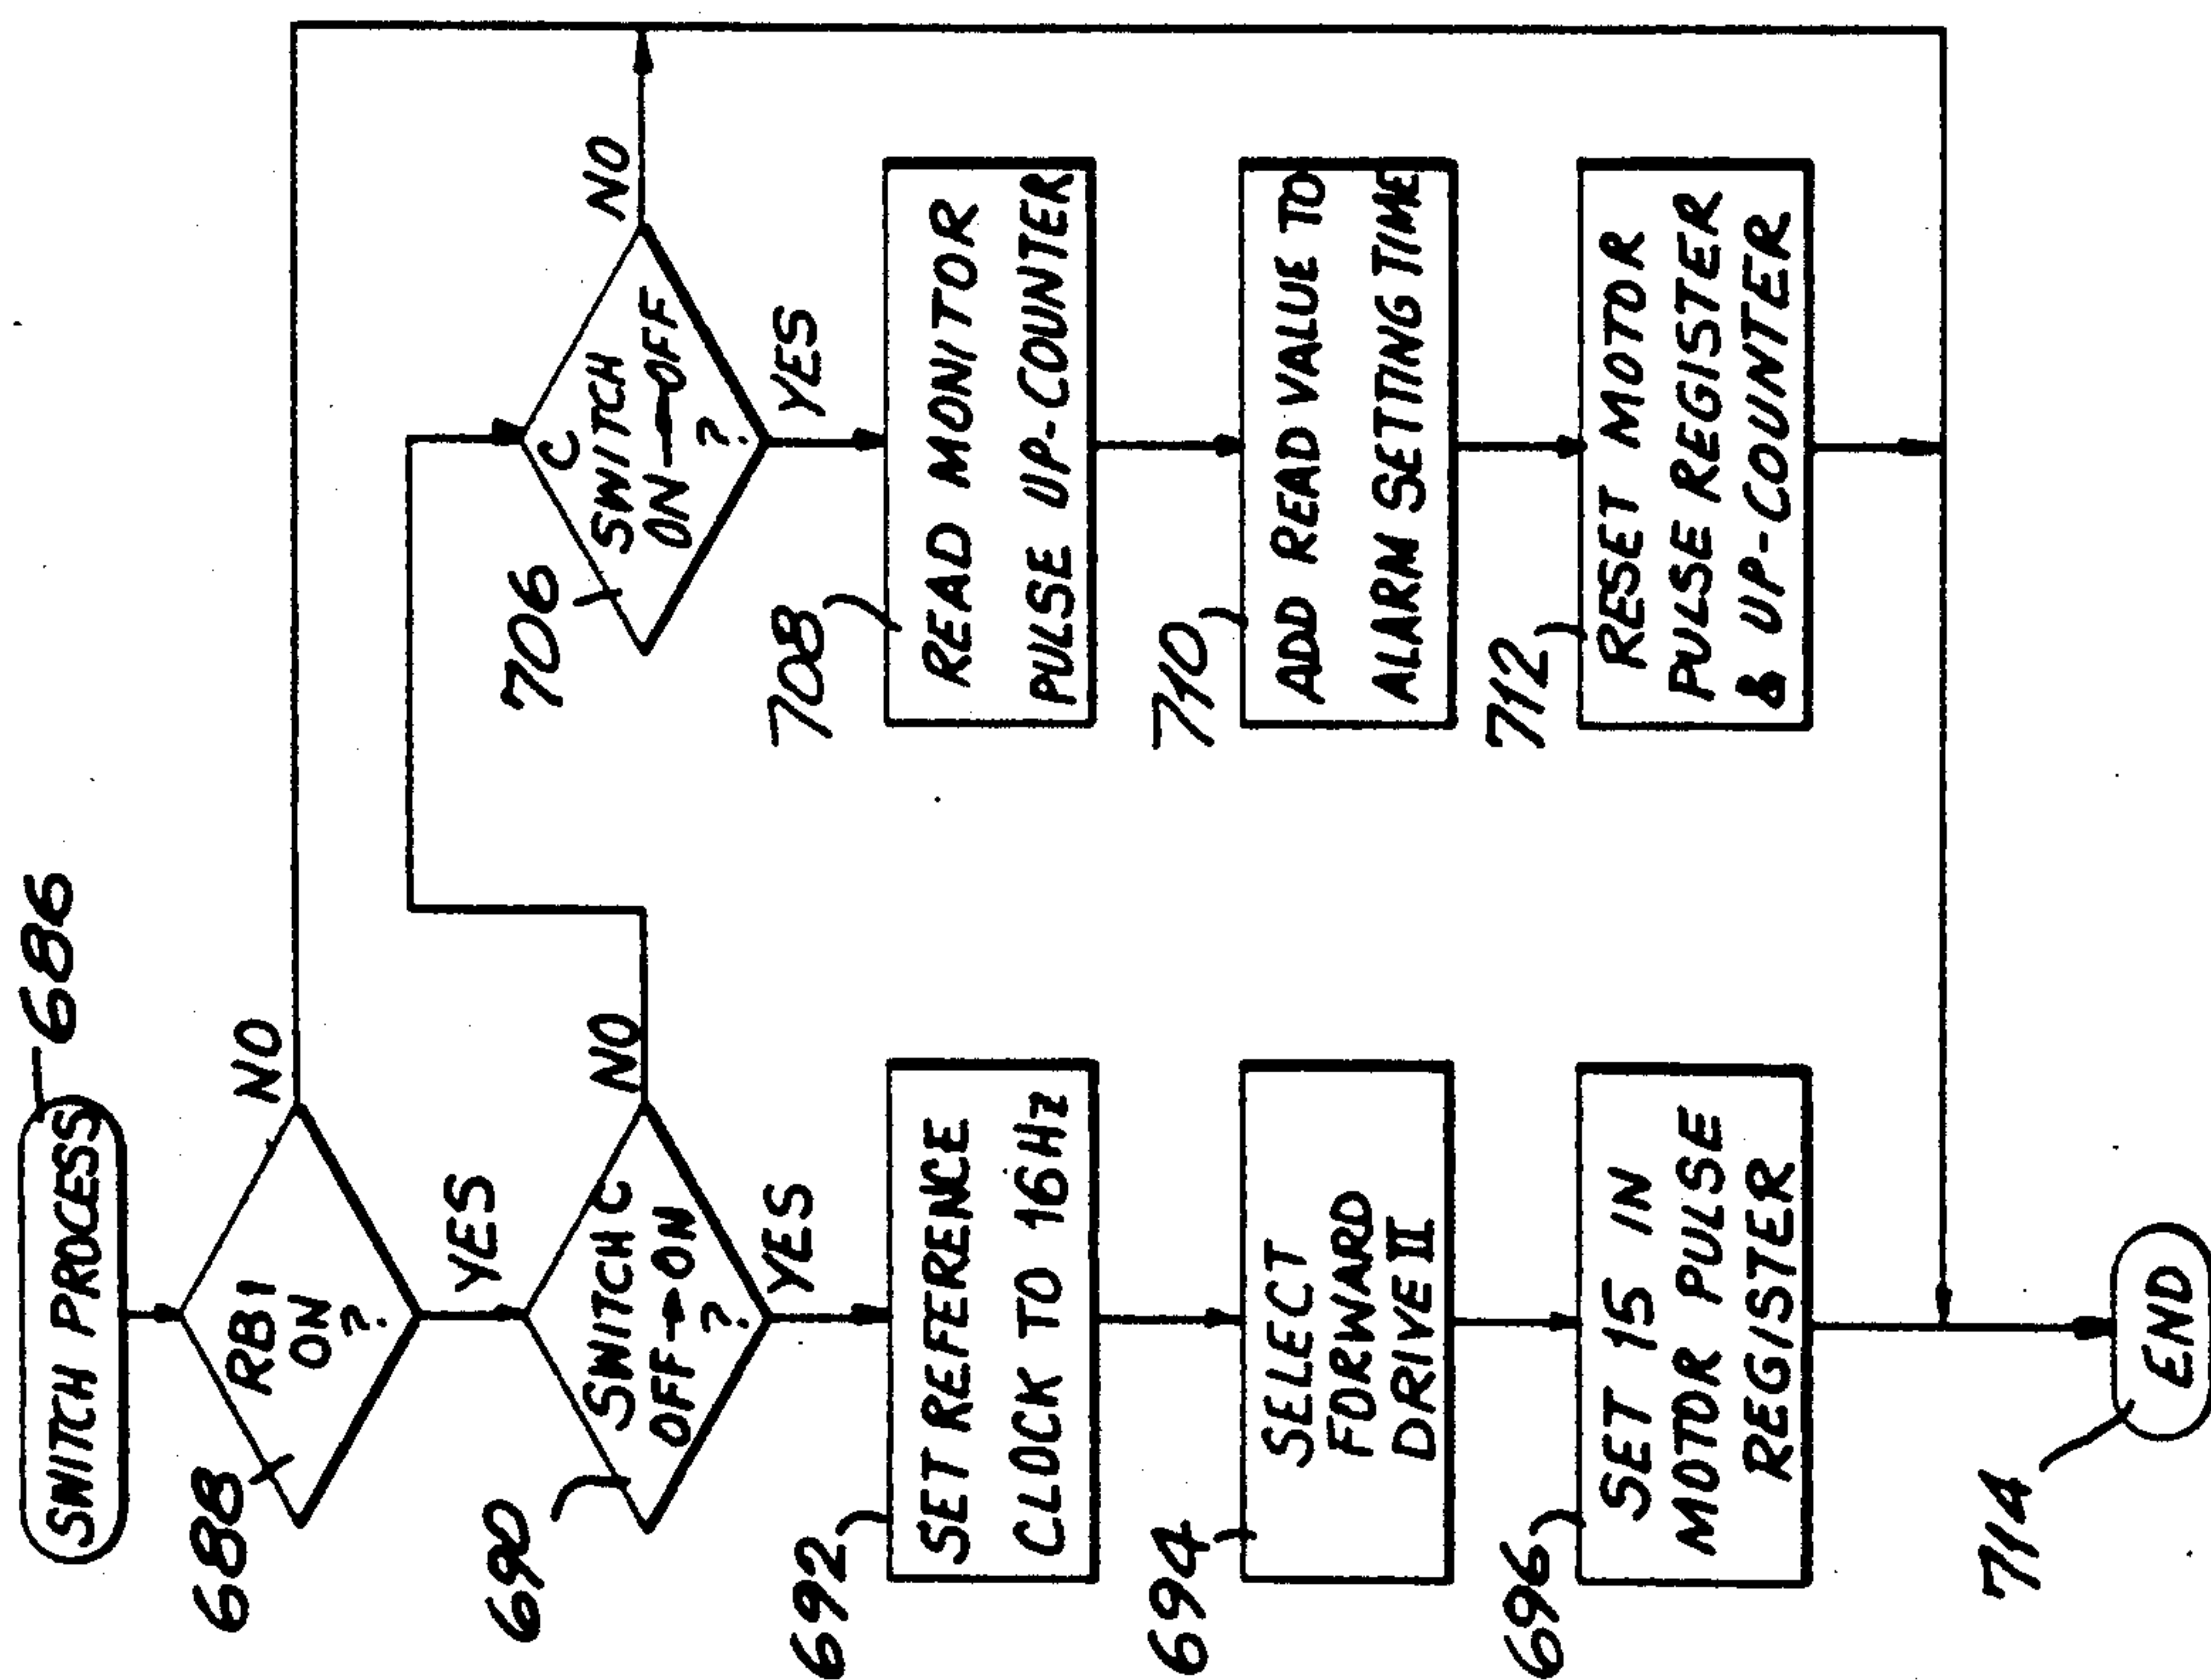 SWITCH PROCESS
686
688
RB1
ON
?
NO
YES
690
SWITCH C
OFF→ON
?
NO
YES
692
SET REFERENCE
CLOCK TO 16Hz
694
SELECT
FORWARD
DRIVE II
696
SET 15 IN
MOTOR PULSE
REGISTER
706
C
SWITCH
ON→OFF
?
NO
YES
708
READ MONITOR
PULSE UP-COUNTER
710
ADD READ VALUE TO
ALARM SETTING TIME
712
RESET MOTOR
PULSE REGISTER
& UP-COUNTER
714
END